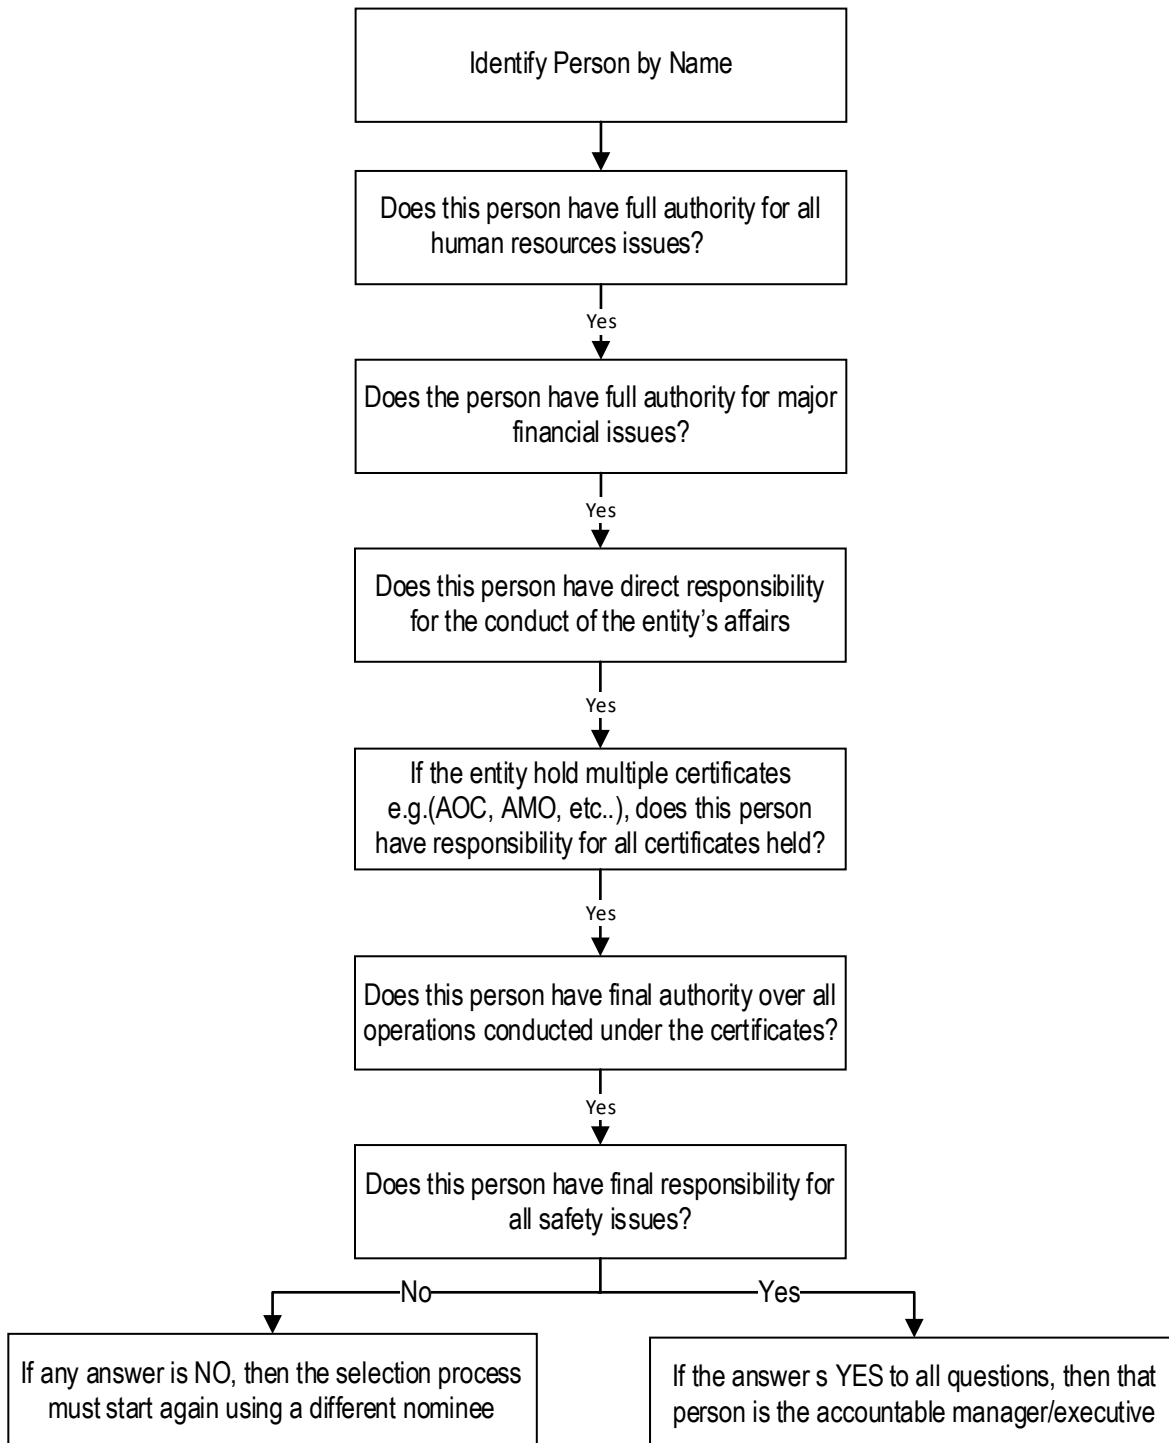 Identify Person by Name
Does this person have full authority for all
human resources issues?
Yes
Does the person have full authority for major
financial issues?
Yes
Does this person have direct responsibility
for the conduct of the entity’s affairs
Yes
If the entity hold multiple certificates
e.g.(AOC, AMO, etc..), does this person
have responsibility for all certificates held?
Yes
Does this person have final authority over all
operations conducted under the certificates?
Yes
Does this person have final responsibility for
all safety issues?
No
Yes
If any answer is NO, then the selection process
must start again using a different nominee
If the answer s YES to all questions, then that
person is the accountable manager/executive